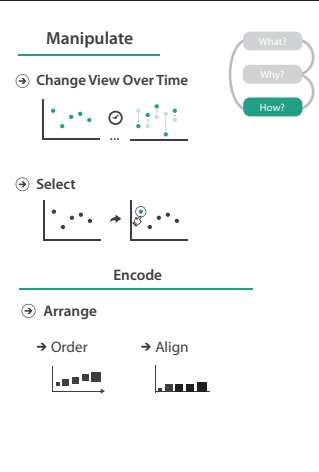 Manipulate
What?
Why?
How?
Change View Over Time
...
Select
Encode
Arrange
Order
Align